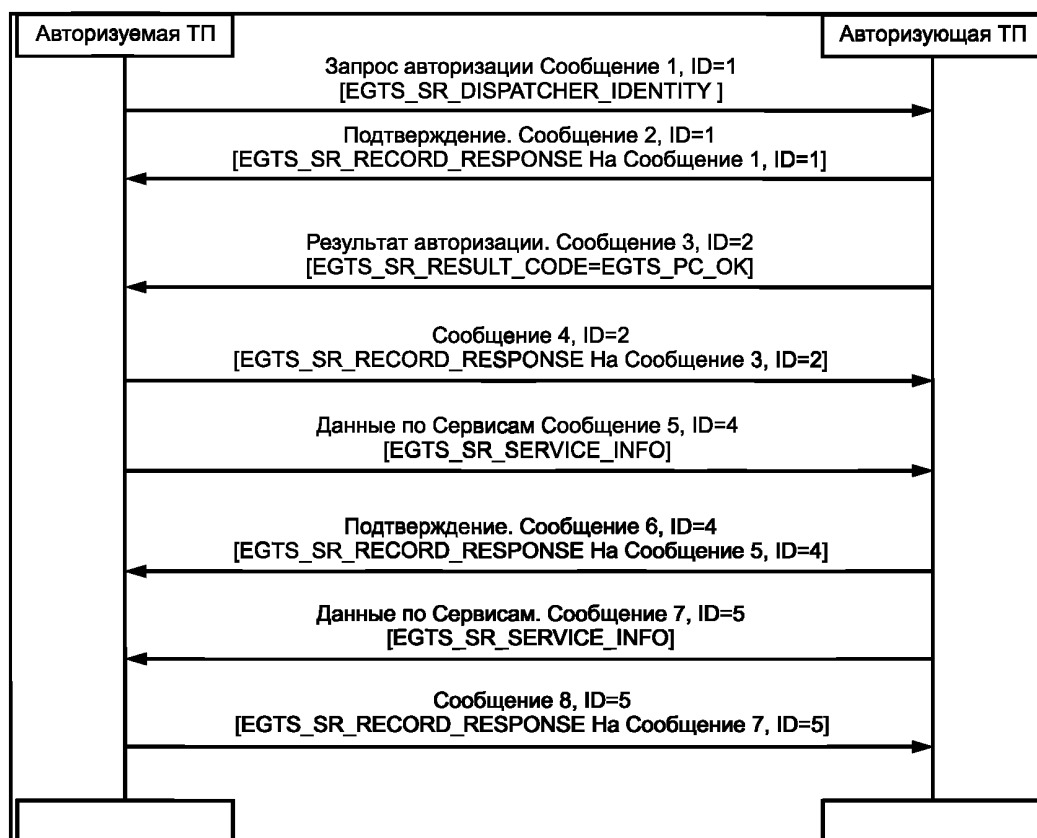 Авторизуемая ТП
Авторизующая ТП
Запрос авторизации Сообщение 1, ID=1
[EGTS_SR_DISPATCHER_IDENTITY ]
Подтверждение. Сообщение 2, ID=1
[EGTS_SR_RECORD_RESPONSE На Сообщение 1, ID=1]
Результат авторизации. Сообщение 3, ID=2
[EGTS_SR_RESULT_CODE=EGTS_PC_OK]
Сообщение 4, ID=2
[EGTS_SR_RECORD_RESPONSE На Сообщение 3, ID=2]
Данные по Сервисам Сообщение 5, ID=4
[EGTS_SR_SERVICE_INFO]
Подтверждение. Сообщение 6, ID=4
[EGTS_SR_RECORD_RESPONSE На Сообщение 5, ID=4]
Данные по Сервисам. Сообщение 7, ID=5
[EGTS_SR_SERVICE_INFO]
Сообщение 8, ID=5
[EGTS_SR_RECORD_RESPONSE На Сообщение 7, ID=5]